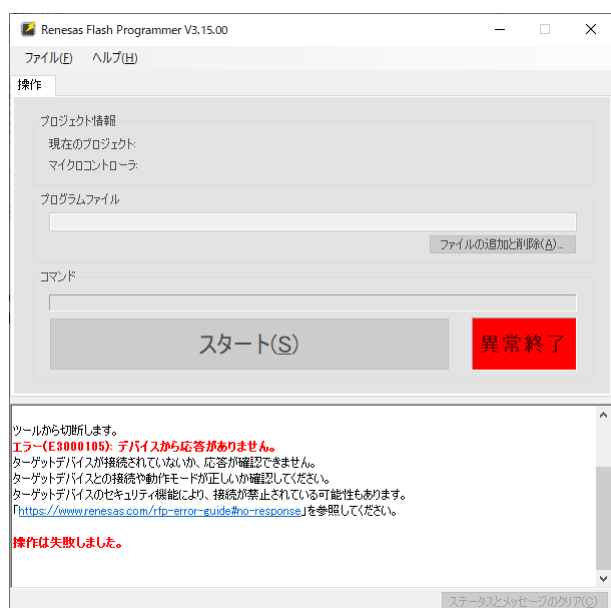 Renesas Flash Programmer V3.15.00
ファイル(F) ヘルプ(H)
操作
プロジェクト情報
現在のプロジェクト:
マイクロコントローラ:
プログラムファイル
ファイルの追加と削除(A)...
コマンド
スタート(S)
異常終了
ツールから切断します。
エラー(E3000105): デバイスから応答がありません。
ターゲットデバイスが接続されていないか、応答が確認できません。
ターゲットデバイスとの接続や動作モードが正しいか確認してください。
ターゲットデバイスのセキュリティ機能により、接続が禁止されている可能性もあります。
「https://www.renesas.com/rfp-error-guide#no-response」を参照してください。
操作は失敗しました。
ステータスとメッセージのクリア(C)